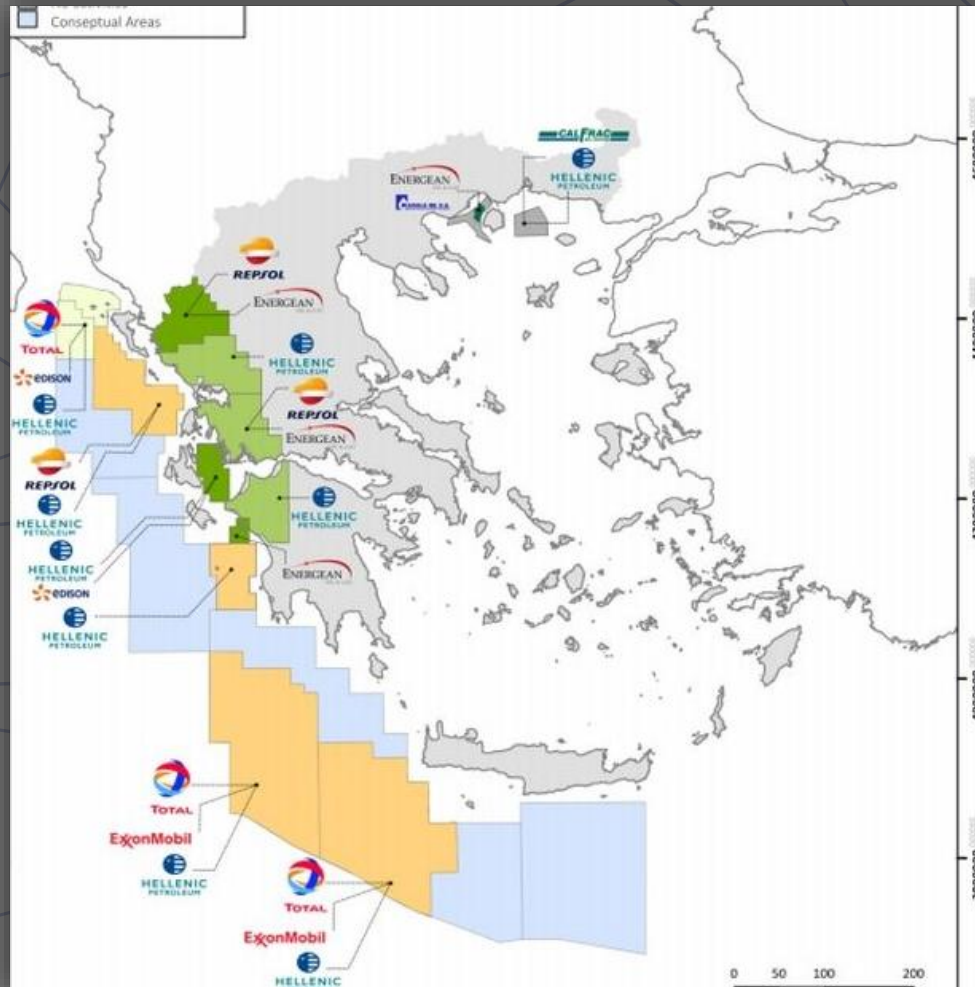 Conseptual Areas
CALFRAC
HELLENIC
PETROLEUM
ENERGEAN
REPSOL
ENERGEAN
TOTAL
HELLENIC
PETROLEUM
edison
REPSOL
HELLENIC
PETROLEUM
ENERGEAN
REPSOL
HELLENIC
PETROLEUM
HELLENIC
PETROLEUM
HELLENIC
PETROLEUM
edison
ENERGEAN
HELLENIC
PETROLEUM
TOTAL
ExxonMobil
HELLENIC
PETROLEUM
TOTAL
ExxonMobil
HELLENIC
0 50 100 200